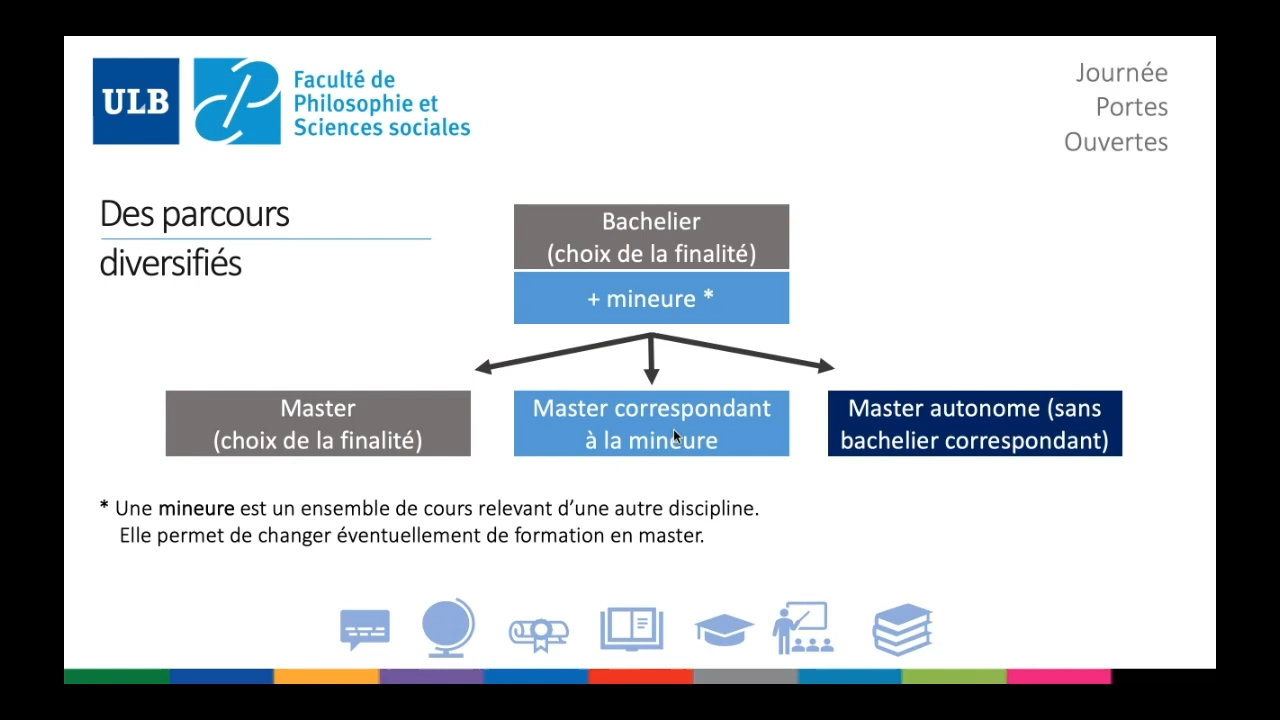 ULB
Faculté de
Philosophie et
Sciences sociales
Journée
Portes
Ouvertes
Des parcours
diversifiés
Bachelier
(choix de la finalité)
+ mineure *
Master
(choix de la finalité)
Master correspondant
à la mineure
Master autonome (sans
bachelier correspondant)
* Une mineure est un ensemble de cours relevant d’une autre discipline.
Elle permet de changer éventuellement de formation en master.